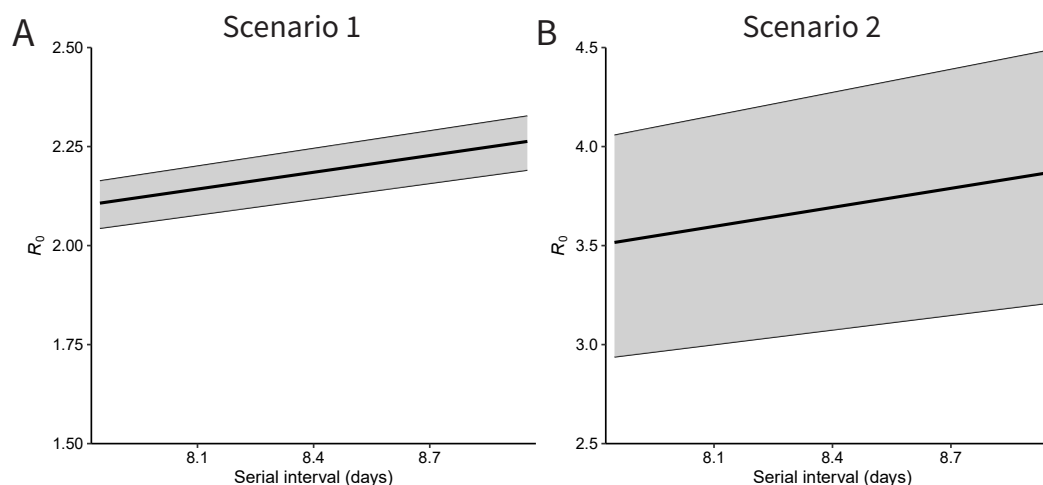 A
Scenario 1
2.50
2.25
2.00
1.75
1.50
R0
8.1
8.4
8.7
Serial interval (days)
B
Scenario 2
4.5
4.0
3.5
3.0
2.5
R0
8.1
8.4
8.7
Serial interval (days)